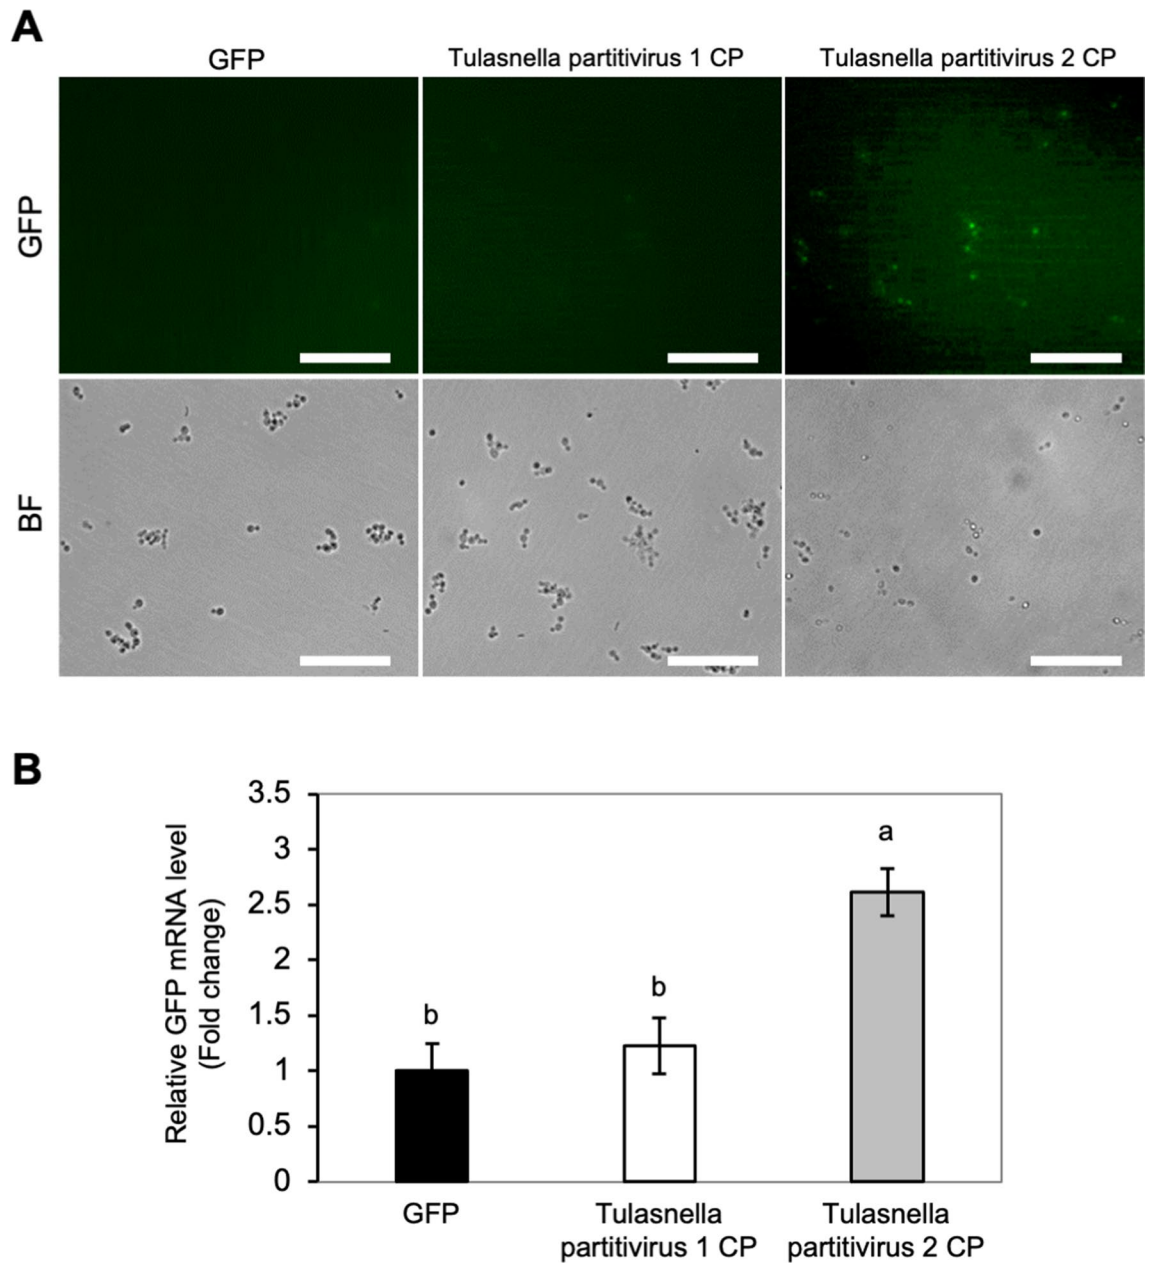 A
GFP
Tulasnella partitivirus 1 CP
Tulasnella partitivirus 2 CP
GFP
BF
B
Relative GFP mRNA level
(Fold change)
3.5
3
2.5
2
1.5
1
0.5
0
b
b
a
GFP
Tulasnella
partitivirus 1 CP
Tulasnella
partitivirus 2 CP